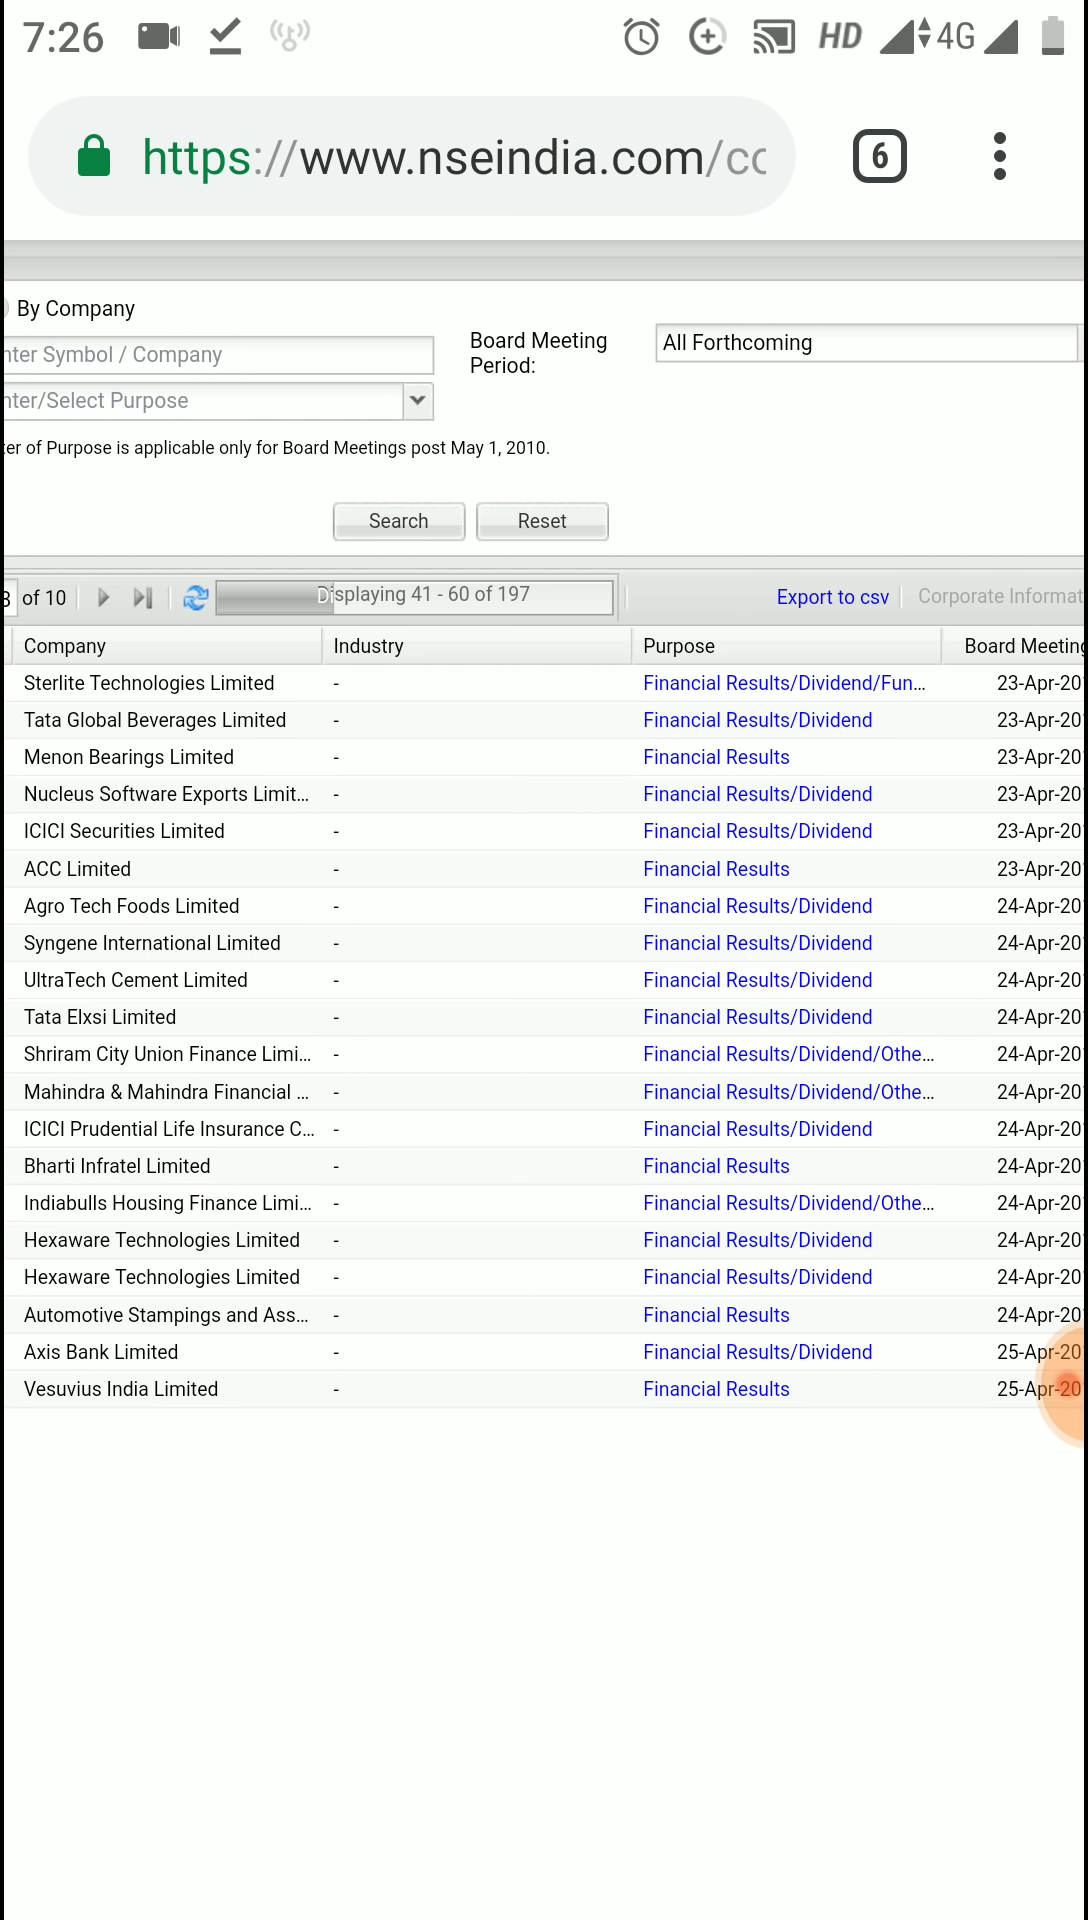 7:26 HD 4G
https://www.nseindia.com/cc 6
By Company
nter Symbol / Company
Board Meeting
Period:
All Forthcoming
nter/Select Purpose
ter of Purpose is applicable only for Board Meetings post May 1, 2010.
Search Reset
3 of 10 Displaying 41 - 60 of 197 Export to csv Corporate Informat
Company Industry Purpose Board Meeting
Sterlite Technologies Limited - Financial Results/Dividend/Fun... 23-Apr-20
Tata Global Beverages Limited - Financial Results/Dividend 23-Apr-20
Menon Bearings Limited - Financial Results 23-Apr-20
Nucleus Software Exports Limit... - Financial Results/Dividend 23-Apr-20
ICICI Securities Limited - Financial Results/Dividend 23-Apr-20
ACC Limited - Financial Results 23-Apr-20
Agro Tech Foods Limited - Financial Results/Dividend 24-Apr-20
Syngene International Limited - Financial Results/Dividend 24-Apr-20
UltraTech Cement Limited - Financial Results/Dividend 24-Apr-20
Tata Elxsi Limited - Financial Results/Dividend 24-Apr-20
Shriram City Union Finance Limi... - Financial Results/Dividend/Othe... 24-Apr-20
Mahindra & Mahindra Financial ... - Financial Results/Dividend/Othe... 24-Apr-20
ICICI Prudential Life Insurance C... - Financial Results/Dividend 24-Apr-20
Bharti Infratel Limited - Financial Results 24-Apr-20
Indiabulls Housing Finance Limi... - Financial Results/Dividend/Othe... 24-Apr-20
Hexaware Technologies Limited - Financial Results/Dividend 24-Apr-20
Hexaware Technologies Limited - Financial Results/Dividend 24-Apr-20
Automotive Stampings and Ass... - Financial Results 24-Apr-20
Axis Bank Limited - Financial Results/Dividend 25-Apr-20
Vesuvius India Limited - Financial Results 25-Apr-20